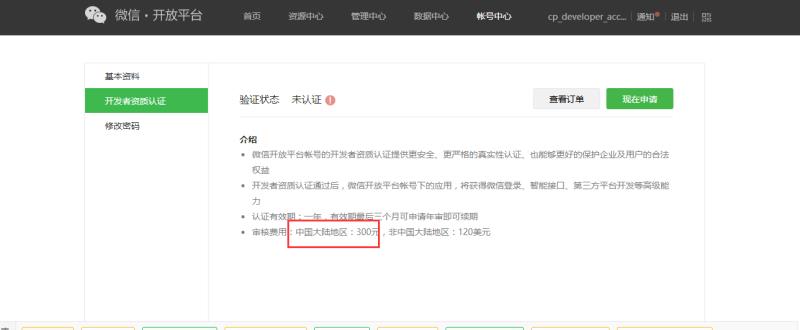 微信·开放平台 首页 资源中心 管理中心 数据中心 帐号中心 cp_developer_acc... 通知 退出
基本资料
开发者资质认证
修改密码
验证状态 未认证 查看订单 现在申请
介绍
微信开放平台帐号的开发者资质认证提供更安全、更严格的真实性认证、也能够更好的保护企业及用户的合法
权益
开发者资质认证通过后，微信开放平台帐号下的应用，将获得微信登录、智能接口、第三方平台开发等高级能
力
认证有效期：一年，有效期最后三个月可申请年审即可续期
审核费用：中国大陆地区：300元，非中国大陆地区：120美元